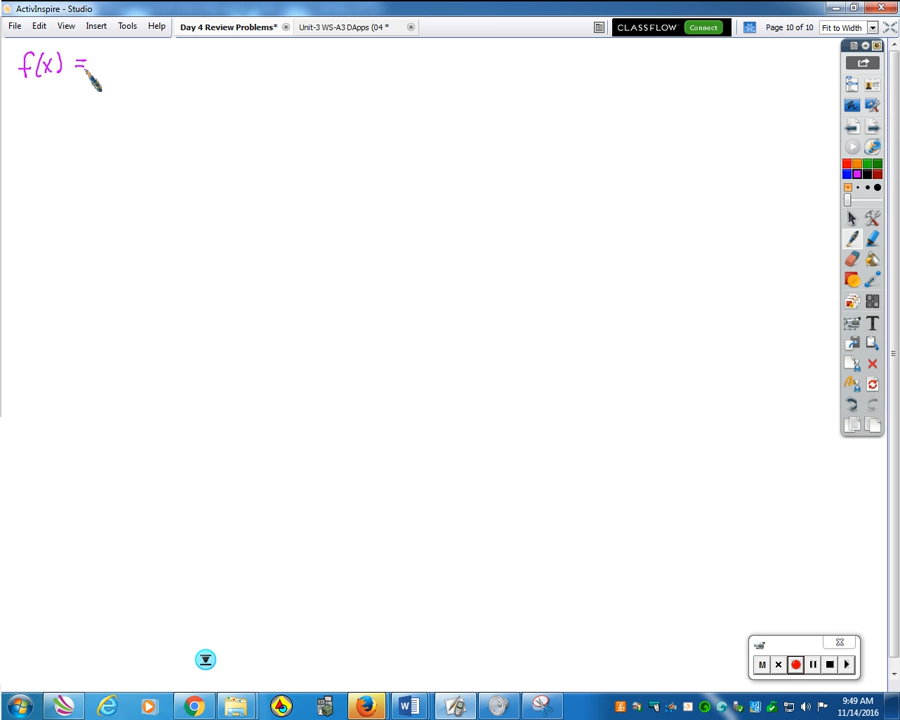 ActivInspire - Studio
File Edit View Insert Tools Help Day 4 Review Problems* Unit-3 WS-A3 DApps (04 * CLASSFLOW Connect Page 10 of 10 Fit to Width
f(x) =
T
M
W
9:49 AM
11/14/2016